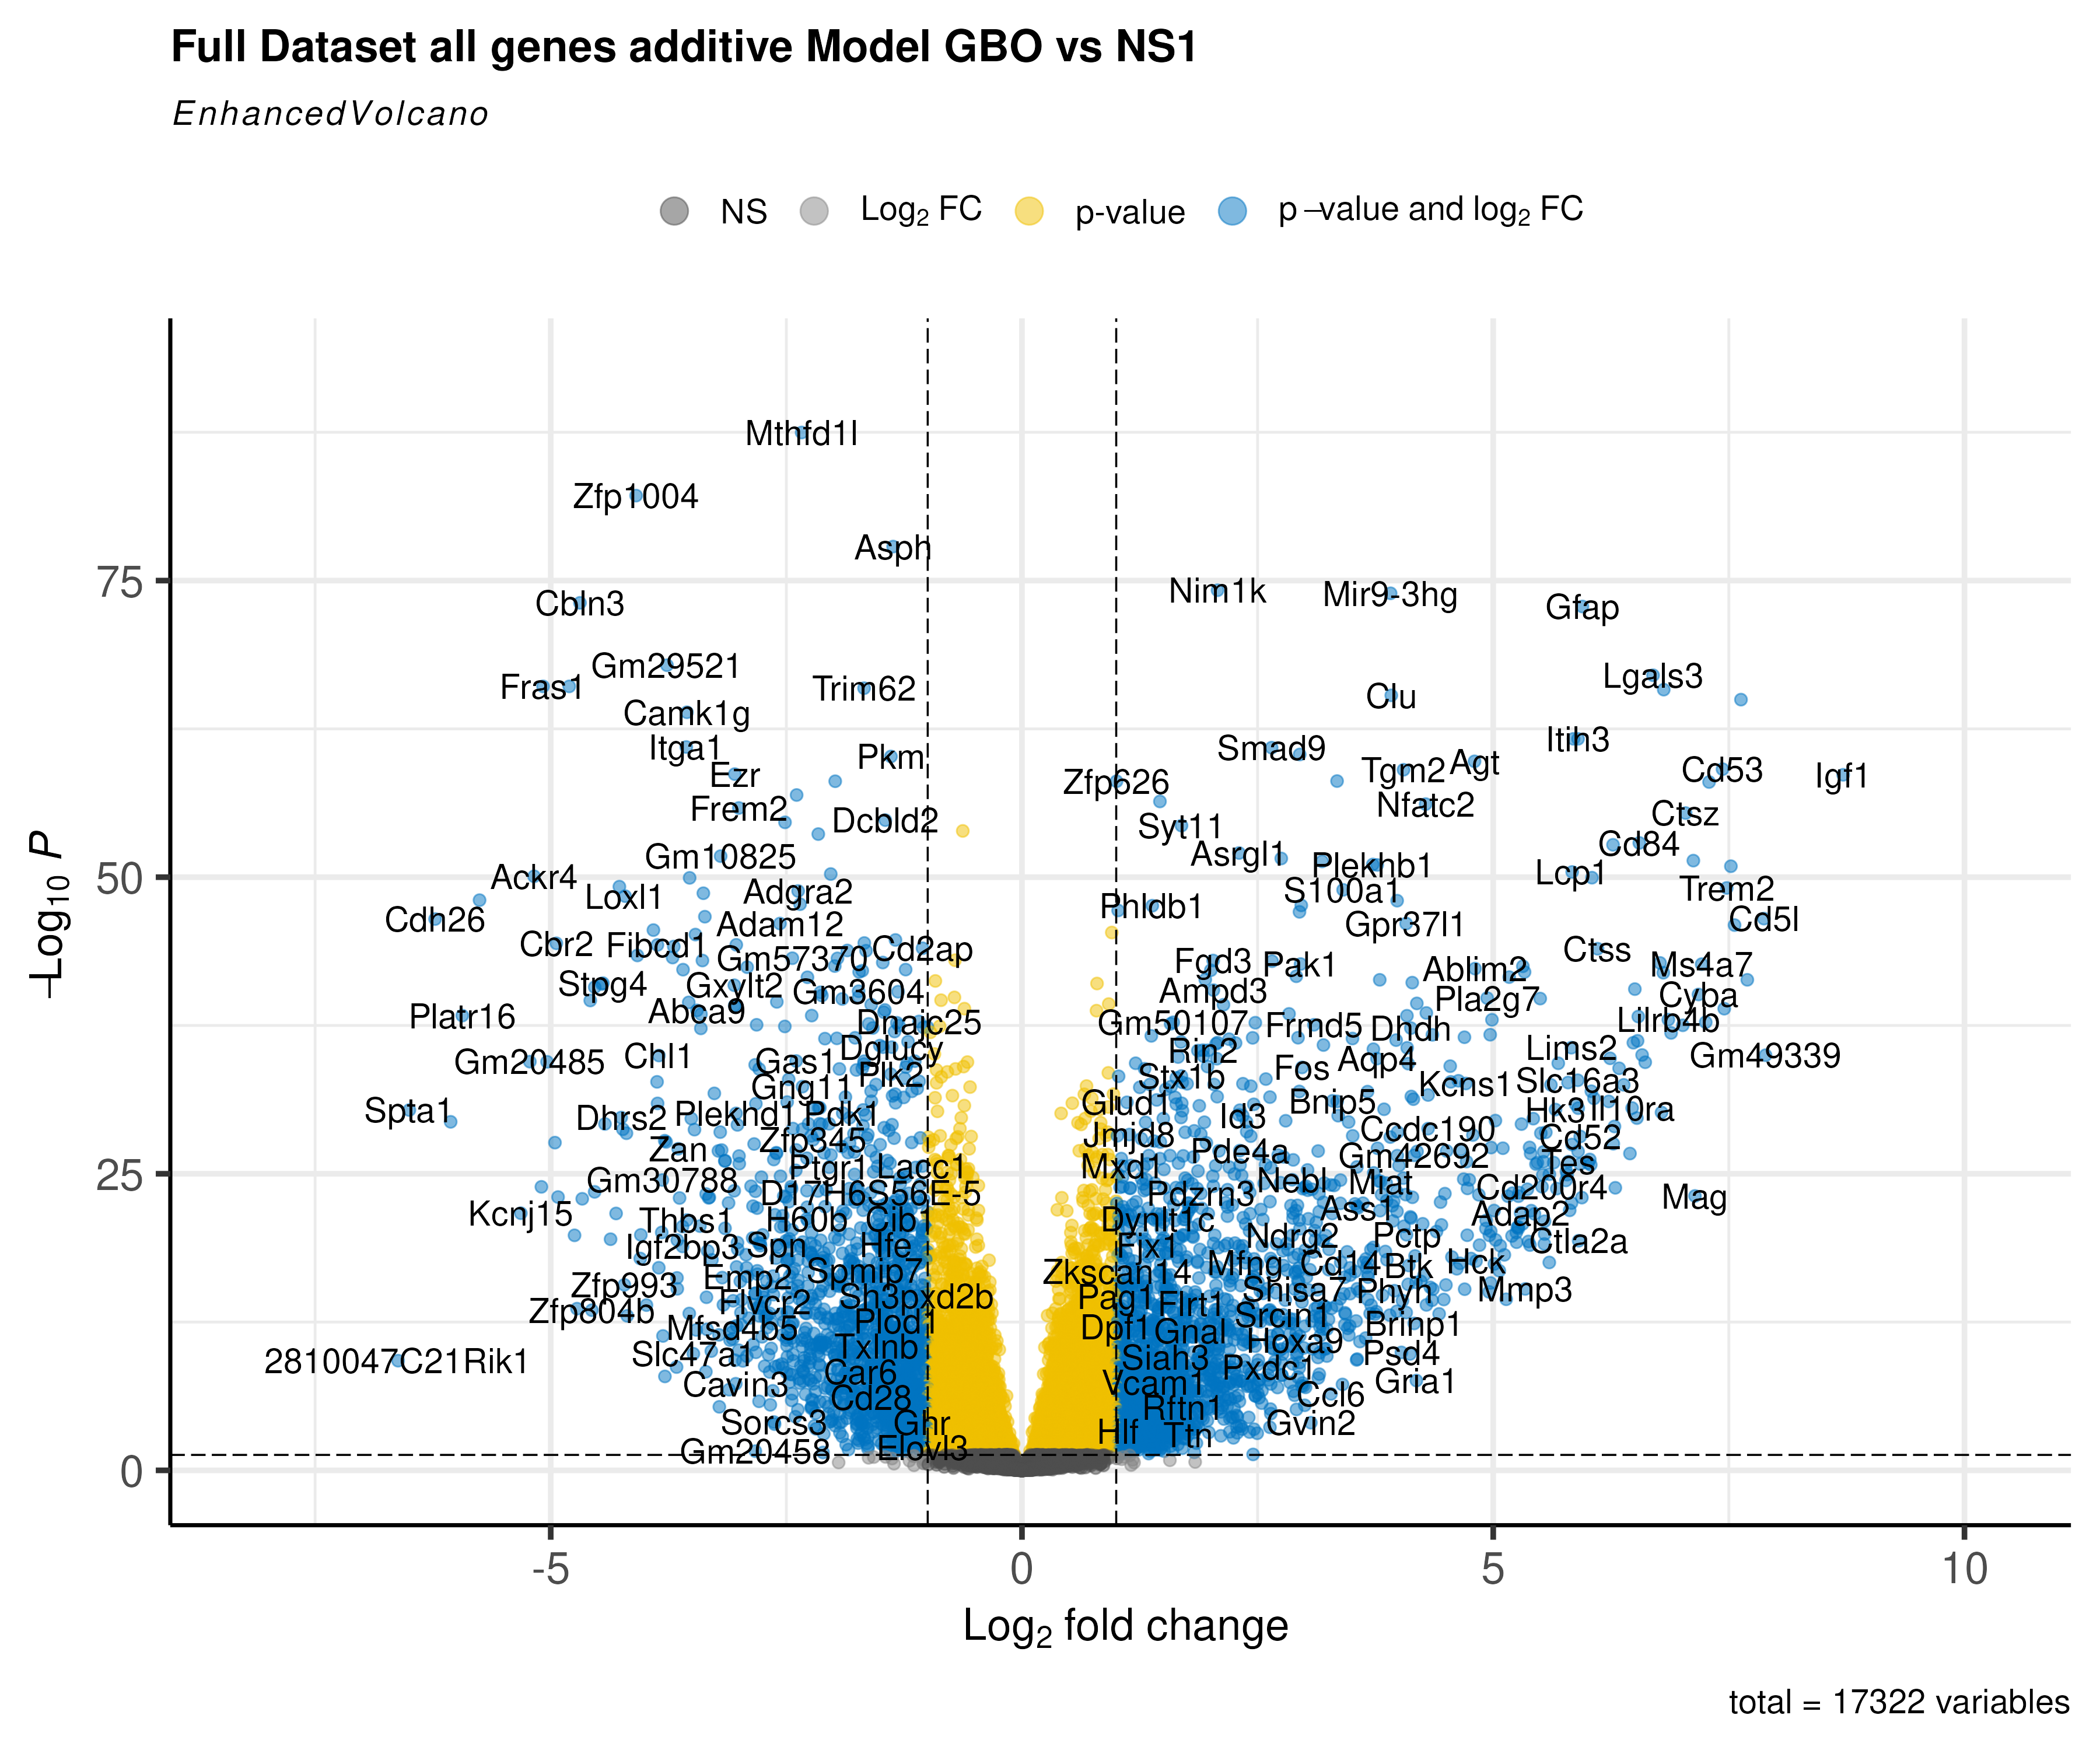 Full Dataset all genes additive Model GBO vs NS1
EnhancedVolcano
NS Log2 FC p-value p−value and log2 FC
Mthfd1l
Zfp1004
Asph
75
Nim1k Mir9-3hg
Cbln3 Gfap
Gm29521 Lgals3
Fras1 Trim62 Clu
Camk1g
Itga1 Pkm Smad9 Itih3
Ezr Zfp626 Tgm2 Agt Cd53 Igf1
Frem2 Dcbld2 Nfatc2 Ctsz
Syt11
Gm10825 Asrgl1 Plekhb1 Cd84
50 Ackr4 Lcp1
Loxl1 Adgra2 S100a1 Trem2
Cdh26 Adam12 Phldb1 Gpr37l1 Cd5l
Cbr2 Fibcd1 Cd2ap Ctss
Gm57370 Fgd3 Pak1 Ablim2 Ms4a7
Stpg4 Gxylt2 Gm3604 Ampd3 Pla2g7 Cyba
Platr16 Abca9 Dnajc25 Gm50107 Frmd5 Dhdh Lilrb4b
Gm20485 Chl1 Gas1 Dglucy Rin2 Fos Aqp4 Lims2 Gm49339
Gng11 Plk2 Stx1b Kcns1 Slc16a3
Spta1 Dhrs2 Plekhd1 Pdk1 Glud1 Id3 Bmp5 Hk3 Il10ra
Zan Zfp345 Jmjd8 Pde4a Ccdc190 Cd52
25 Gm30788 Ptgr1 Lacc1 Mxd1 Nebl Gm42692 Tes
D17H6S56E-5 Pdzrn3 Miat Cd200r4 Mag
Kcnj15 Thbs1 H60b Cib1 Dynlt1c Ass1 Adap2
Igf2bp3 Spn Hfe Fjx1 Ndrg2 Pctp Ctla2a
Zfp993 Emp2 Spmip7 Zkscan14 Mfng Cd14 Btk Hck
Zfp804b Flvcr2 Sh3pxd2b Pag1 Flrt1 Shisa7 Phyh Mmp3
Mfsd4b5 Plod1 Dpf1 Gnal Srcin1 Brinp1
2810047C21Rik1 Slc47a1 Txlnb Siah3 Hoxa9 Psd4
Cavin3 Car6 Vcam1 Pxdc1 Gria1
Cd28 Rftn1 Ccl6
Sorcs3 Ghr Hlf Ttn Gvin2
Gm20458 Elovl3
0
−Log10 P
-5 0 5 10
Log2 fold change
total = 17322 variables